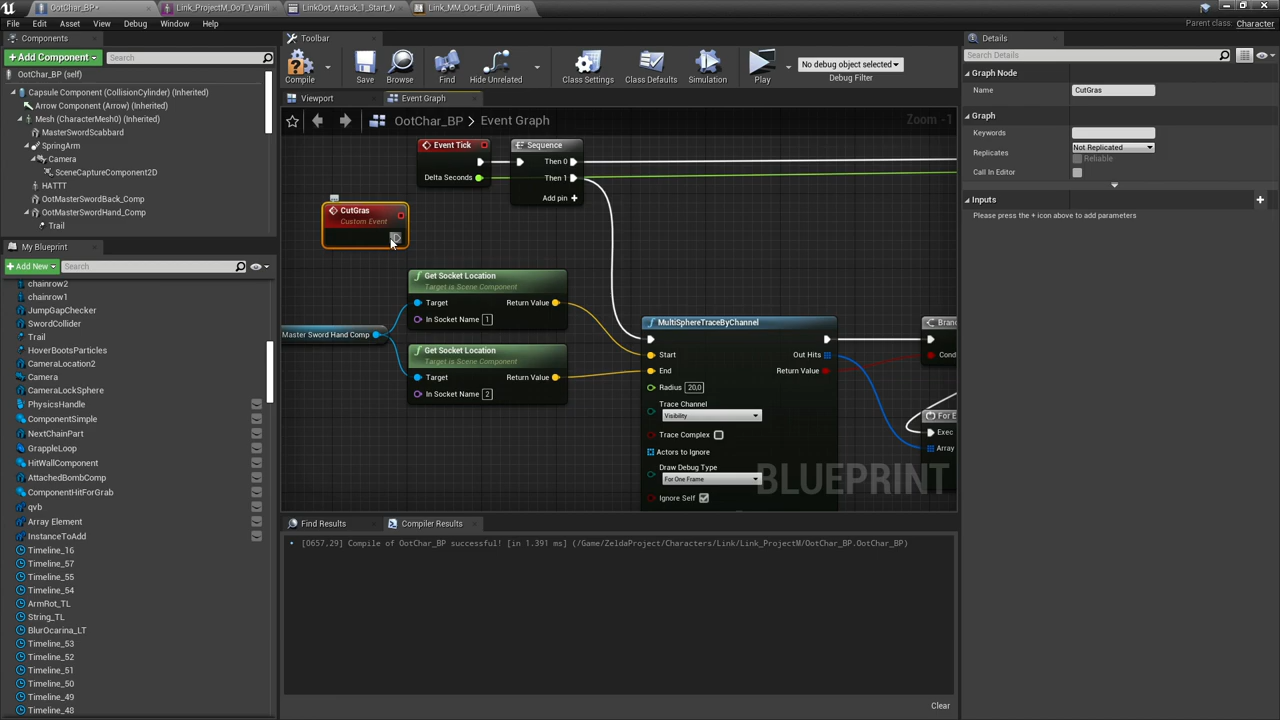 OotChar_BP*
Link_ProjectM_OoT_Vanill
LinkOot_Attack_1_Start_M
Link_MM_Oot_Full_AnimB
File
Edit
Asset
View
Debug
Window
Help
Parent class: Character
Components
+ Add Component
Search
OotChar_BP (self)
Capsule Component (CollisionCylinder) (Inherited)
Arrow Component (Arrow) (Inherited)
Mesh (CharacterMesh0) (Inherited)
MasterSwordScabbard
SpringArm
Camera
SceneCaptureComponent2D
HATTT
OotMasterSwordBack_Comp
OotMasterSwordHand_Comp
Trail
My Blueprint
+ Add New
Search
chainrow2
chainrow1
JumpGapChecker
SwordCollider
Trail
HoverBootsParticles
CameraLocation2
Camera
CameraLockSphere
PhysicsHandle
ComponentSimple
NextChainPart
GrappleLoop
HitWallComponent
AttachedBombComp
ComponentHitForGrab
qvb
Array Element
InstanceToAdd
Timeline_16
Timeline_57
Timeline_55
Timeline_54
ArmRot_TL
String_TL
BlurOcarina_LT
Timeline_53
Timeline_52
Timeline_51
Timeline_50
Timeline_49
Timeline_48
Toolbar
Compile
Save
Browse
Find
Hide Unrelated
Class Settings
Class Defaults
Simulation
Play
No debug object selected
Debug Filter
Viewport
Event Graph
OotChar_BP > Event Graph
Zoom -1
Event Tick
Delta Seconds
Sequence
Then 0
Then 1
Add pin +
CutGras
Custom Event
Get Socket Location
Target is Scene Component
Target
Return Value
In Socket Name 1
Master Sword Hand Comp
Get Socket Location
Target is Scene Component
Target
Return Value
In Socket Name 2
MultiSphereTraceByChannel
Out Hits
Start
Return Value
End
Radius 20,0
Trace Channel
Visibility
Trace Complex
Actors to Ignore
Draw Debug Type
For One Frame
Ignore Self
Branc
Cond
For E
Exec
Array
BLUEPRINT
Find Results
Compiler Results
[0657,29] Compile of OotChar_BP successful! [in 1.391 ms] (/Game/ZeldaProject/Characters/Link/Link_ProjectM/OotChar_BP.OotChar_BP)
Clear
Details
Search Details
Graph Node
Name
CutGras
Graph
Keywords
Replicates
Not Replicated
Reliable
Call In Editor
Inputs
Please press the + icon above to add parameters